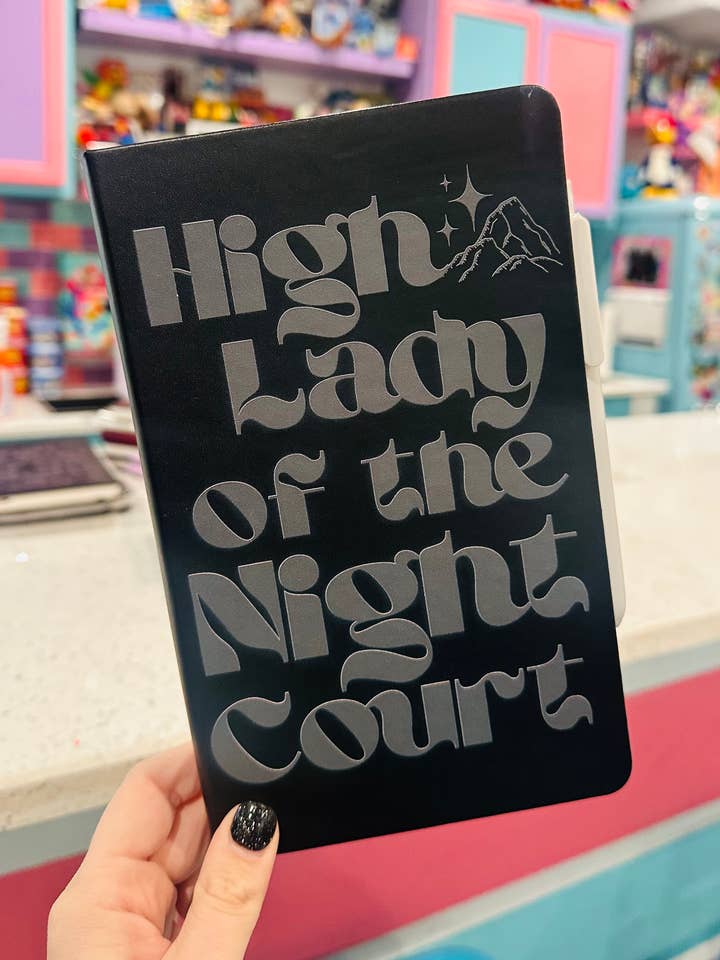 High
Lady
of the
Night
Court